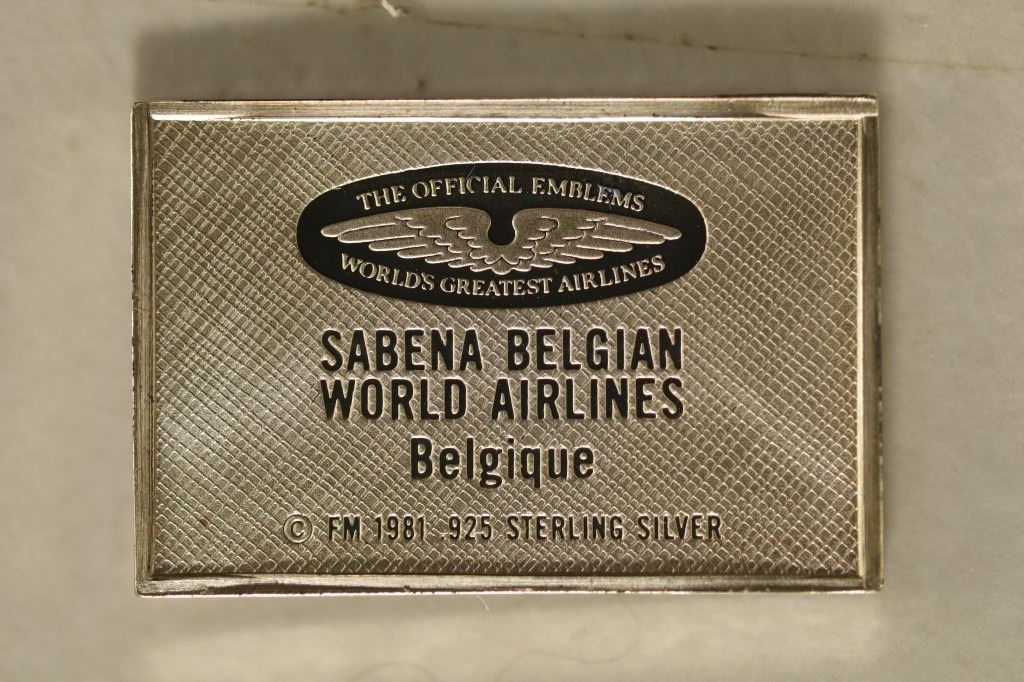 THE OFFICIAL EMBLEMS
WORLD'S GREATEST AIRLINES
SABENA BELGIAN
WORLD AIRLINES
Belgique
© FM 1981 .925 STERLING SILVER